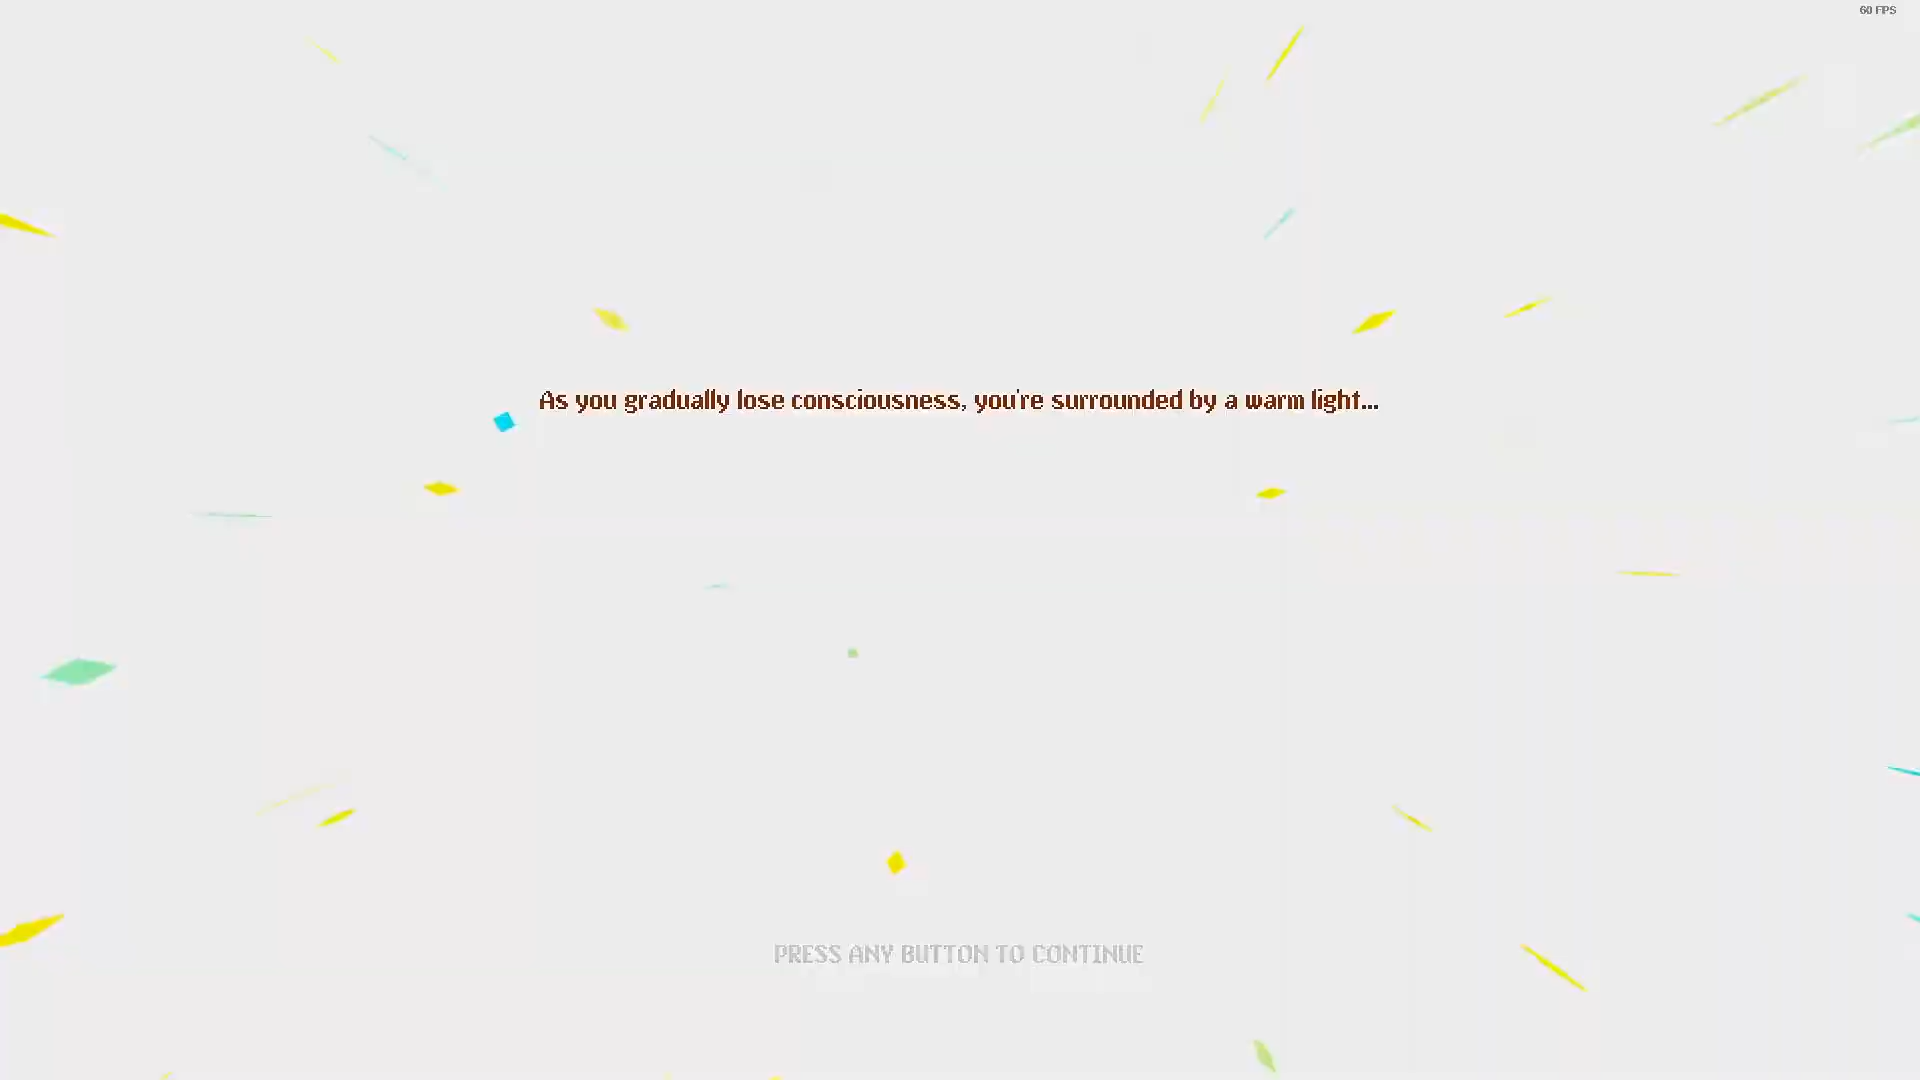 60 FPS
As you gradually lose consciousness, you're surrounded by a warm light...
PRESS ANY BUTTON TO CONTINUE